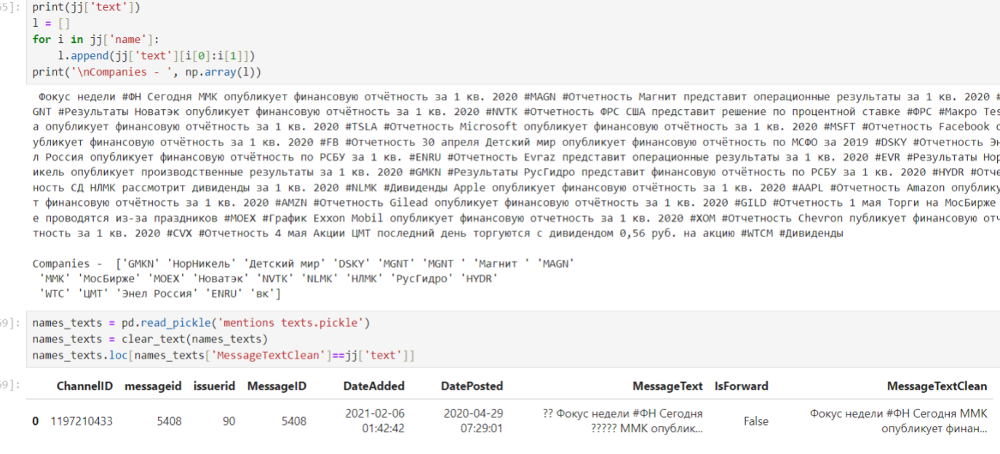 55]: print(jj['text'])
l = []
for i in jj['name']:
l.append(jj['text'][i[0]:i[1]])
print('\nCompanies - ', np.array(l))
Фокус недели #ФН Сегодня ММК опубликует финансовую отчётность за 1 кв. 2020 #MAGN #Отчетность Магнит представит операционные результаты за 1 кв. 2020 #
GNT #Результаты Новатэк опубликует финансовую отчётность за 1 кв. 2020 #NVTK #Отчетность ФРС США представит решение по процентной ставке #ФРС #Макро Tes
а опубликует финансовую отчётность за 1 кв. 2020 #TSLA #Отчетность Microsoft опубликует финансовую отчётность за 1 кв. 2020 #MSFT #Отчетность Facebook о
убликует финансовую отчётность за 1 кв. 2020 #FB #Отчетность 30 апреля Детский мир опубликует финансовую отчётность по МСФО за 2019 #DSKY #Отчетность Эн
л Россия опубликует финансовую отчётность по РСБУ за 1 кв. #ENRU #Отчетность Evraz представит операционные результаты за 1 кв. 2020 #EVR #Результаты Нор
икель опубликует производственные результаты за 1 кв. 2020 #GMKN #Результаты РусГидро представит финансовую отчётность по РСБУ за 1 кв. 2020 #HYDR #Отче
ность СД НЛМК рассмотрит дивиденды за 1 кв. 2020 #NLMK #Дивиденды Apple опубликует финансовую отчётность за 1 кв. 2020 #AAPL #Отчетность Amazon опублику
т финансовую отчётность за 1 кв. 2020 #AMZN #Отчетность Gilead опубликует финансовую отчётность за 1 кв. 2020 #GILD #Отчетность 1 мая Торги на МосБирже
е проводятся из-за праздников #MOEX #График Exxon Mobil опубликует финансовую отчетность за 1 кв. 2020 #XOM #Отчетность Chevron публикует финансовую отч
тность за 1 кв. 2020 #CVX #Отчетность 4 мая Акции ЦМТ последний день торгуются с дивидендом 0,56 руб. на акцию #WTCM #Дивиденды
Companies -  ['GMKN' 'НорНикель' 'Детский мир' 'DSKY' 'MGNT' 'MGNT ' 'Магнит ' 'MAGN'
'ММК' 'МосБирже' 'MOEX' 'Новатэк' 'NVTK' 'NLMK' 'НЛМК' 'РусГидро' 'HYDR'
'WTC' 'ЦМТ' 'Энел Россия' 'ENRU' 'вк']
69]: names_texts = pd.read_pickle('mentions texts.pickle')
names_texts = clear_text(names_texts)
names_texts.loc[names_texts['MessageTextClean']==jj['text']]
69]: ChannelID messageid issuerid MessageID DateAdded DatePosted MessageText IsForward MessageTextClean
0 1197210433 5408 90 5408 2021-02-06 01:42:42 2020-04-29 07:29:01 ?? Фокус недели #ФН Сегодня ????? ММК опублик... False Фокус недели #ФН Сегодня ММК опубликует финан...